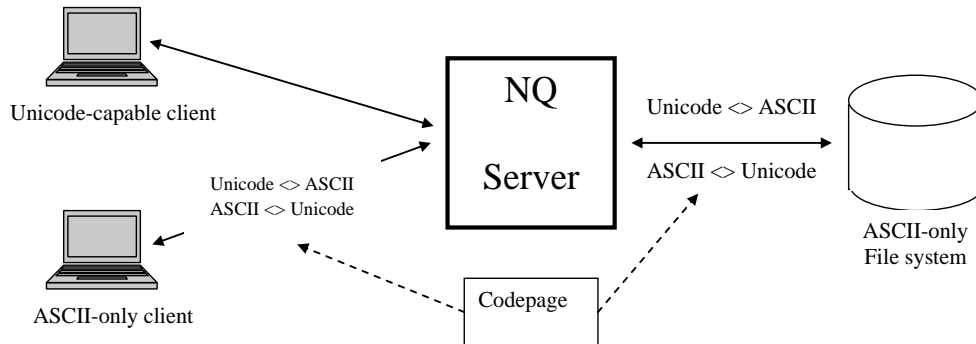 Unicode-capable client
NQ
Server
Unicode <> ASCII
ASCII <> Unicode
Unicode <> ASCII
ASCII <> Unicode
ASCII-only
File system
ASCII-only client
Codepage